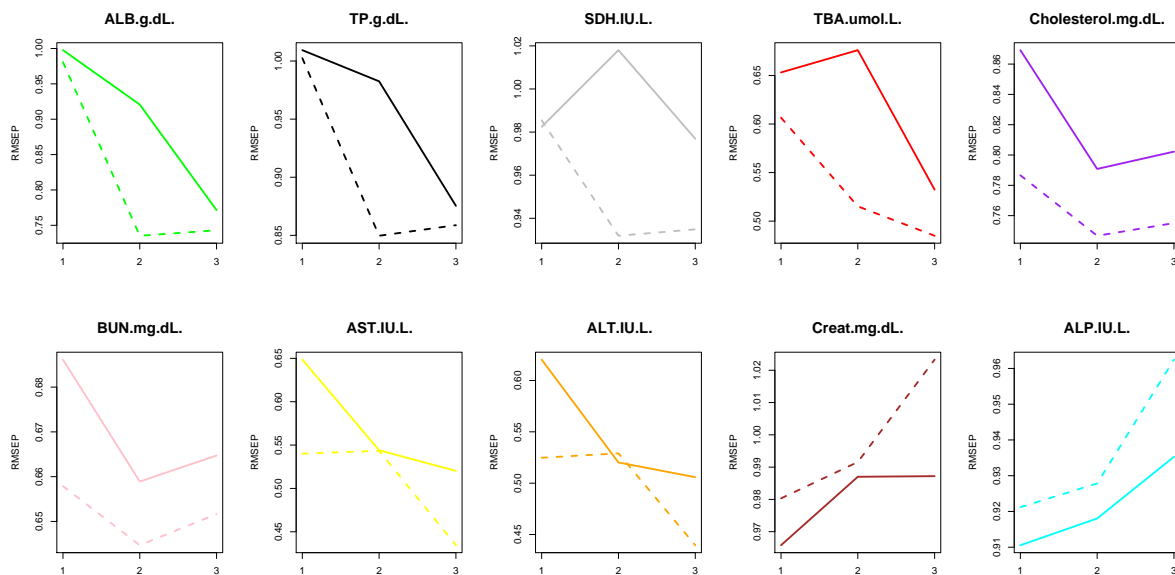 ALB.g.dL.
RMSEP
0.75 0.80 0.85 0.90 0.95 1.00
1 2 3
TP.g.dL.
RMSEP
0.85 0.90 0.95 1.00
1 2 3
SDH.IU.L.
RMSEP
0.94 0.96 0.98 1.00 1.02
1 2 3
TBA.umol.L.
RMSEP
0.50 0.55 0.60 0.65
1 2 3
Cholesterol.mg.dL.
RMSEP
0.76 0.78 0.80 0.82 0.84 0.86
1 2 3
BUN.mg.dL.
RMSEP
0.65 0.66 0.67 0.68
1 2 3
AST.IU.L.
RMSEP
0.45 0.50 0.55 0.60 0.65
1 2 3
ALT.IU.L.
RMSEP
0.45 0.50 0.55 0.60
1 2 3
Creat.mg.dL.
RMSEP
0.97 0.98 0.99 1.00 1.01 1.02
1 2 3
ALP.IU.L.
RMSEP
0.91 0.92 0.93 0.94 0.95 0.96
1 2 3